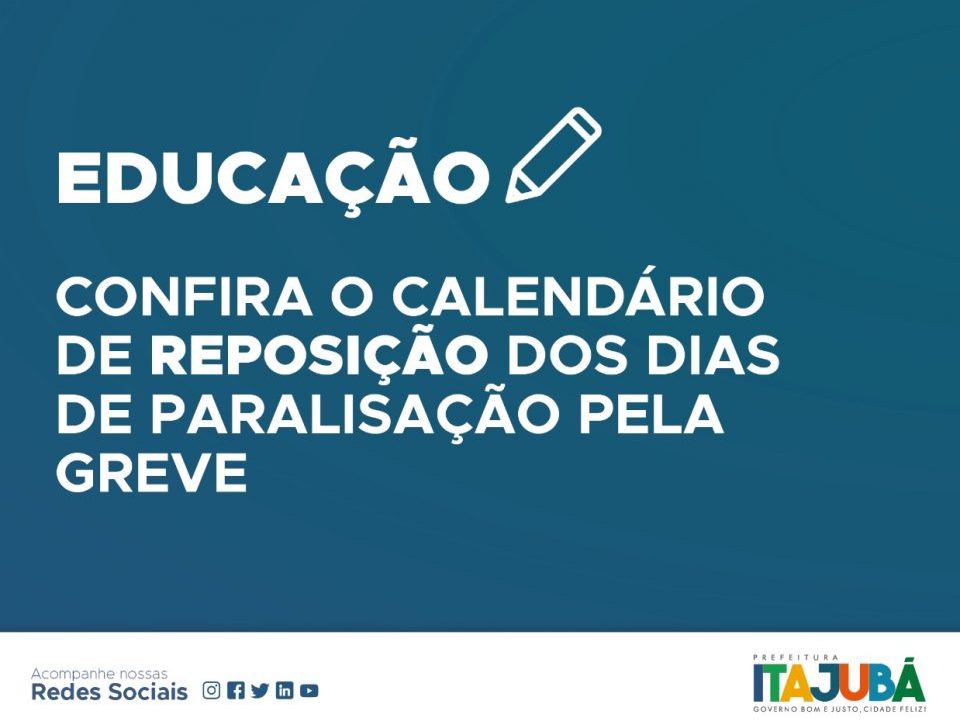 EDUCAÇÃO
CONFIRA O CALENDÁRIO
DE REPOSIÇÃO DOS DIAS
DE PARALISAÇÃO PELA
GREVE
Acompanhe nossas
Redes Sociais
PREFEITURA
ITAJUBÁ
GOVERNO BOM E JUSTO, CIDADE FELIZ!